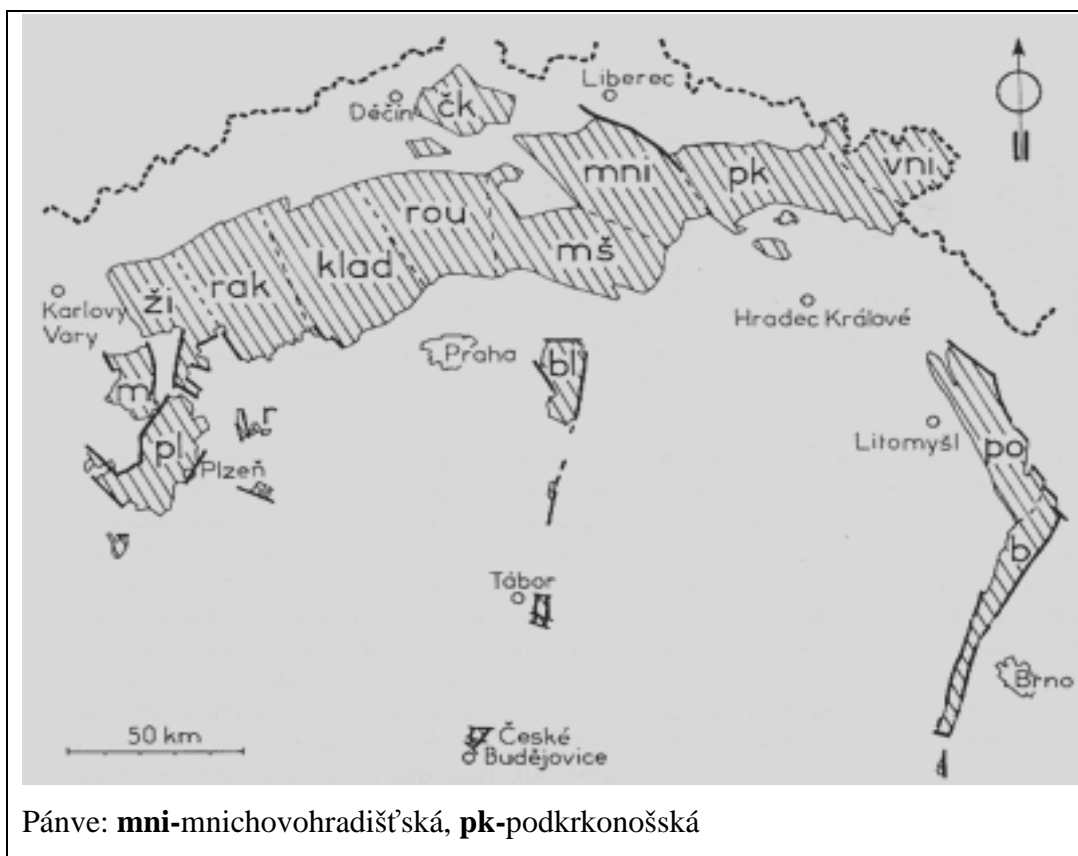 Liberec
Děčín
čk
mni
pk
vni
rou
mš
klad
rak
ži
Karlovy
Vary
Hradec Králové
Praha
bl
m
r
Litomyšl
po
pl
Plzeň
b
Tábor
Brno
50 km
České
Budějovice
Pánve: mni-mnichovohradišťská, pk-podkrkonošská